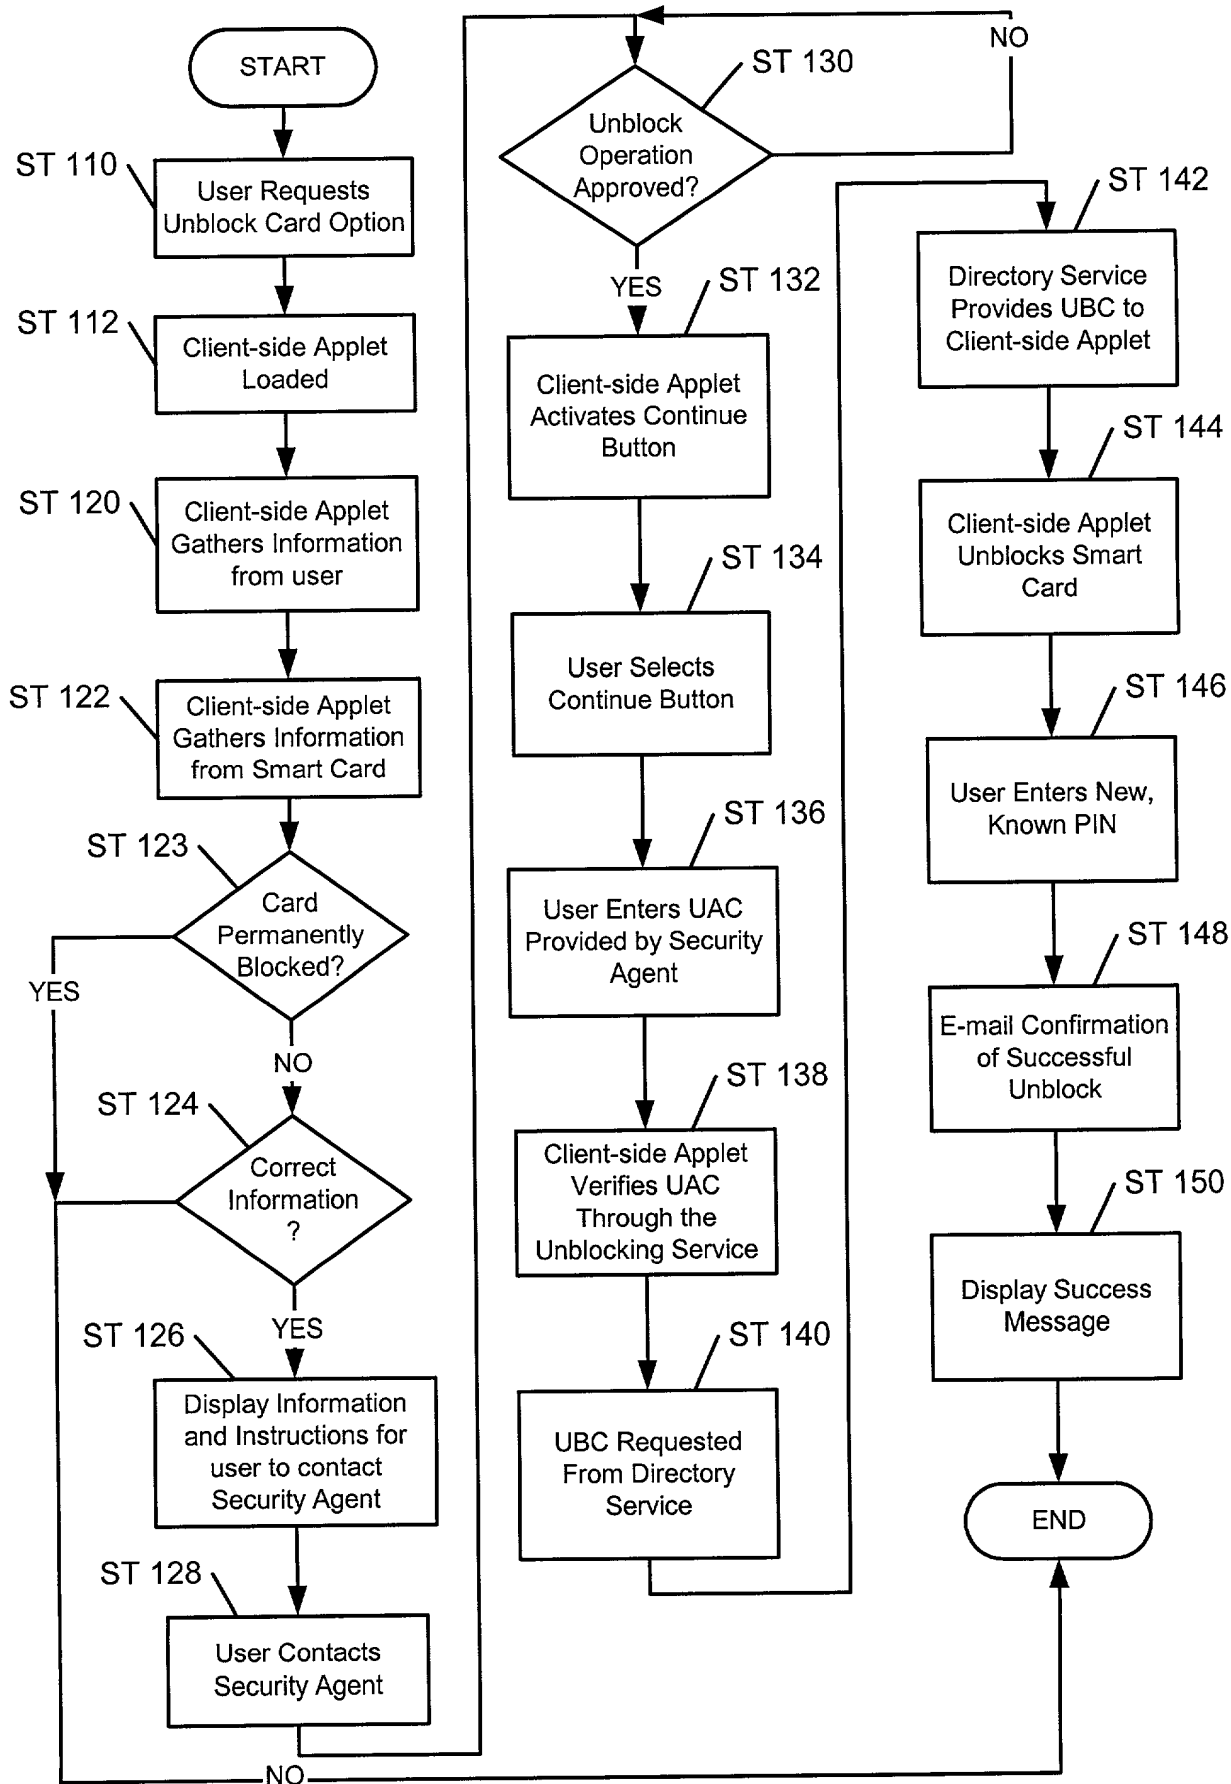 START
ST 110
User Requests
Unblock Card Option
ST 112
Client-side Applet
Loaded
ST 120
Client-side Applet
Gathers Information
from user
ST 122
Client-side Applet
Gathers Information
from Smart Card
ST 123
Card
Permanently
Blocked?
YES
NO
ST 124
Correct
Information
?
YES
ST 126
Display Information
and Instructions for
user to contact
Security Agent
ST 128
User Contacts
Security Agent
NO
NO
ST 130
Unblock
Operation
Approved?
YES
ST 132
Client-side Applet
Activates Continue
Button
ST 134
User Selects
Continue Button
ST 136
User Enters UAC
Provided by Security
Agent
ST 138
Client-side Applet
Verifies UAC
Through the
Unblocking Service
ST 140
UBC Requested
From Directory
Service
ST 142
Directory Service
Provides UBC to
Client-side Applet
ST 144
Client-side Applet
Unblocks Smart
Card
ST 146
User Enters New,
Known PIN
ST 148
E-mail Confirmation
of Successful
Unblock
ST 150
Display Success
Message
END